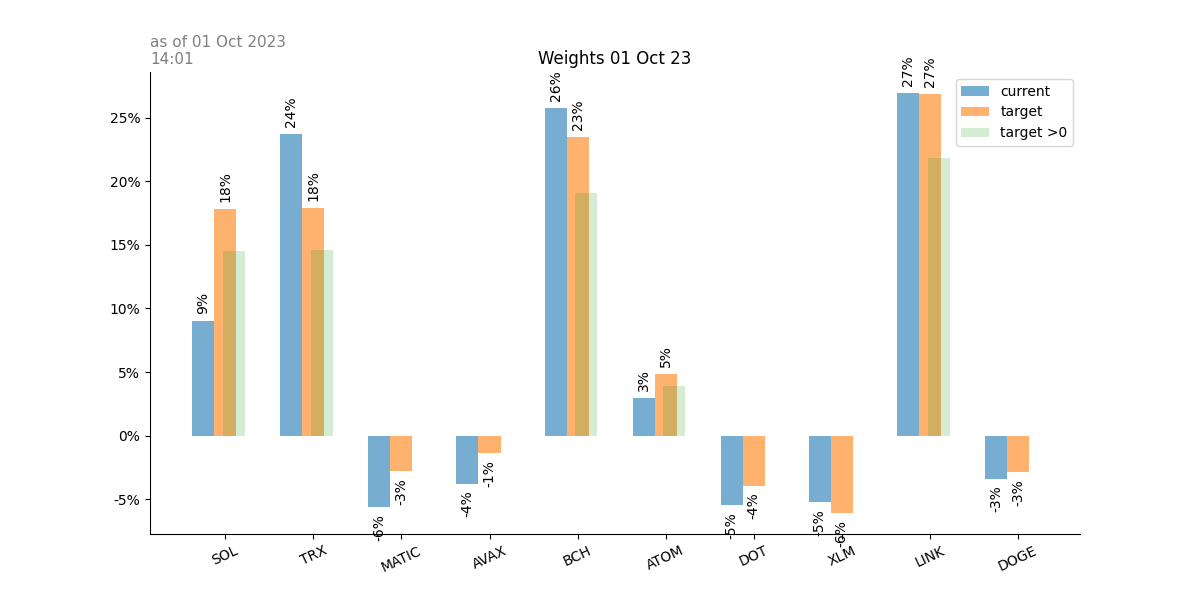 as of 01 Oct 2023
14:01
Weights 01 Oct 23
current
target
target >0
25%
20%
15%
10%
5%
0%
-5%
9%
18%
24%
18%
-6%
-3%
-4%
-1%
26%
23%
3%
5%
-5%
-4%
-5%
-6%
27%
27%
-3%
-3%
SOL
TRX
MATIC
AVAX
BCH
ATOM
DOT
XLM
LINK
DOGE